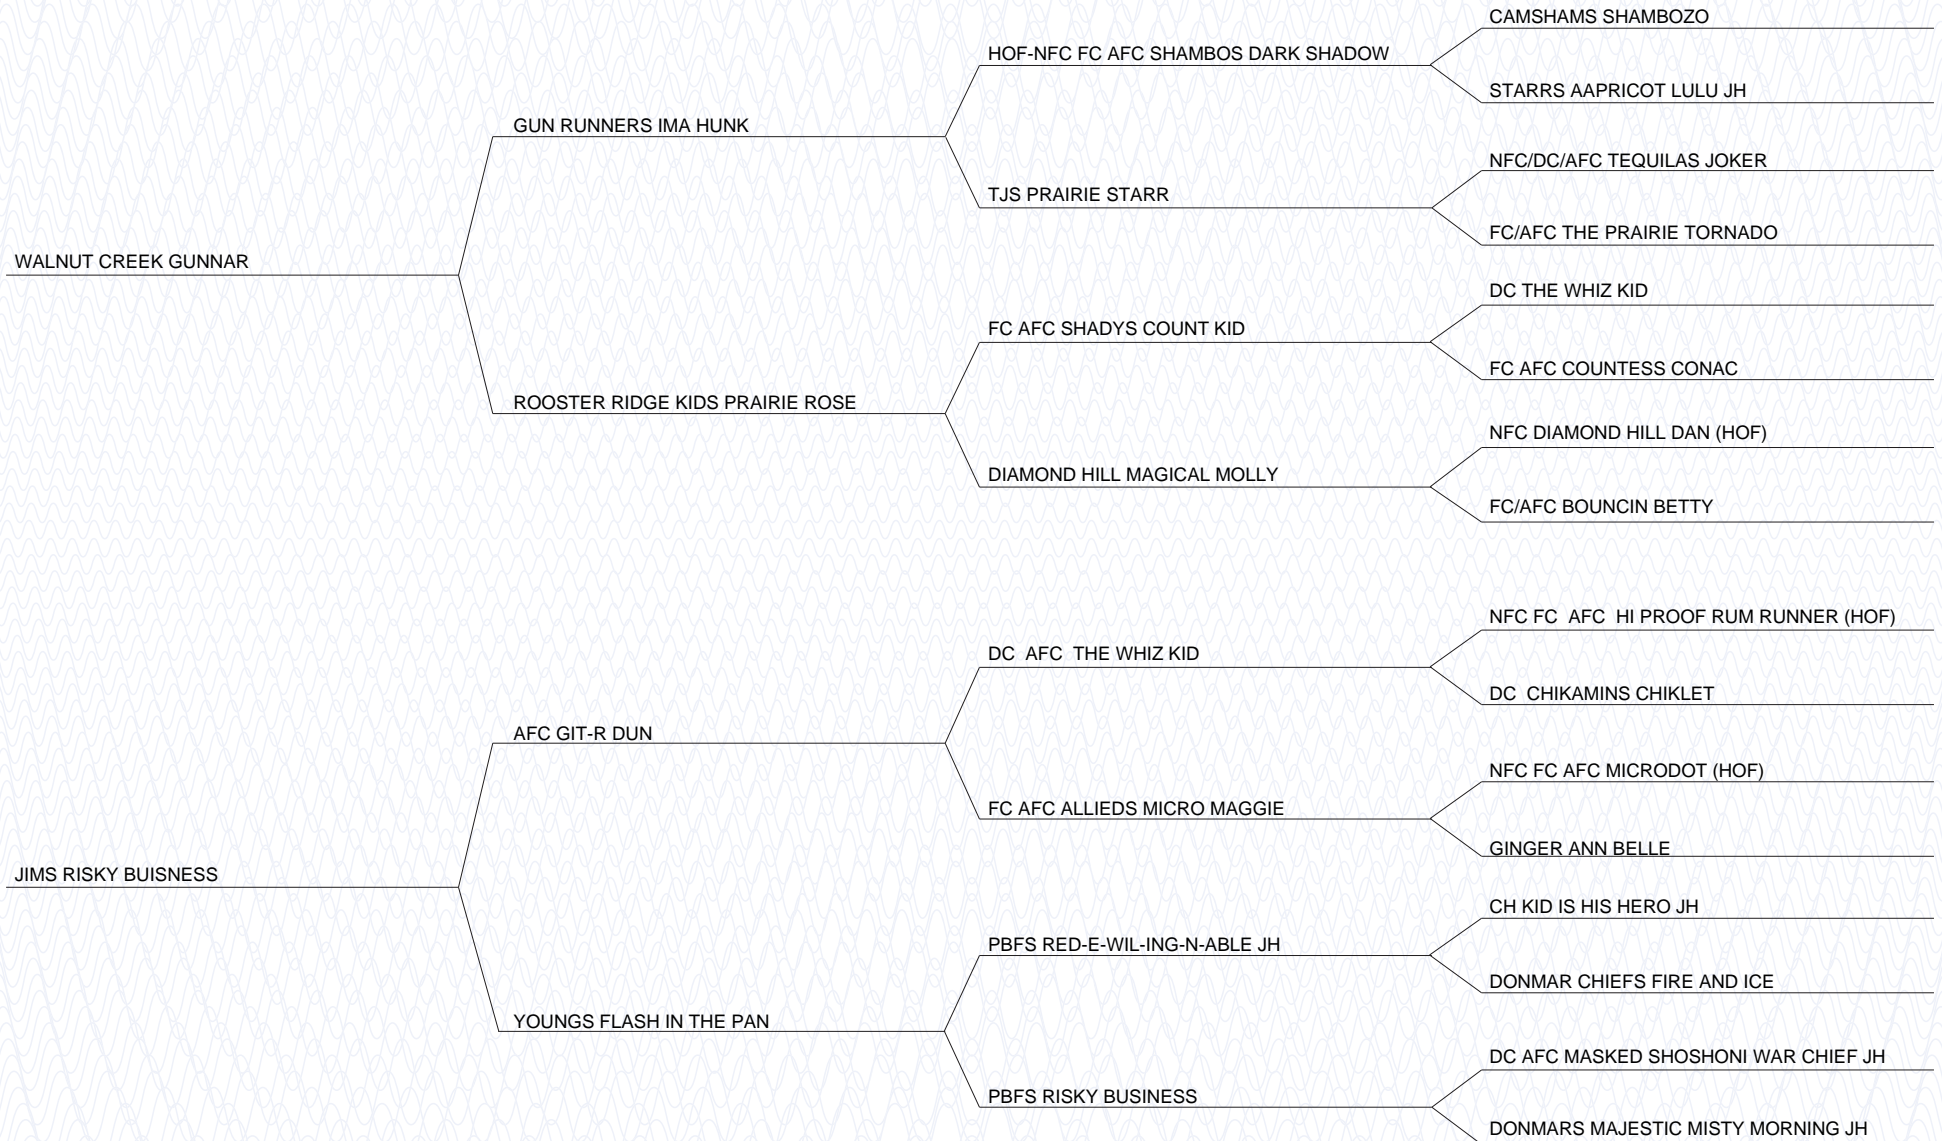 CAMSHAMS SHAMBOZO
HOF-NFC FC AFC SHAMBOS DARK SHADOW
STARRS AAPRICOT LULU JH
GUN RUNNERS IMA HUNK
NFC/DC/AFC TEQUILAS JOKER
TJS PRAIRIE STARR
FC/AFC THE PRAIRIE TORNADO
WALNUT CREEK GUNNAR
DC THE WHIZ KID
FC AFC SHADYS COUNT KID
FC AFC COUNTESS CONAC
ROOSTER RIDGE KIDS PRAIRIE ROSE
NFC DIAMOND HILL DAN (HOF)
DIAMOND HILL MAGICAL MOLLY
FC/AFC BOUNCIN BETTY
NFC FC  AFC  HI PROOF RUM RUNNER (HOF)
DC  AFC  THE WHIZ KID
DC  CHIKAMINS CHIKLET
AFC GIT-R DUN
NFC FC AFC MICRODOT (HOF)
FC AFC ALLIEDS MICRO MAGGIE
GINGER ANN BELLE
JIMS RISKY BUISNESS
CH KID IS HIS HERO JH
PBFS RED-E-WIL-ING-N-ABLE JH
DONMAR CHIEFS FIRE AND ICE
YOUNGS FLASH IN THE PAN
DC AFC MASKED SHOSHONI WAR CHIEF JH
PBFS RISKY BUSINESS
DONMARS MAJESTIC MISTY MORNING JH